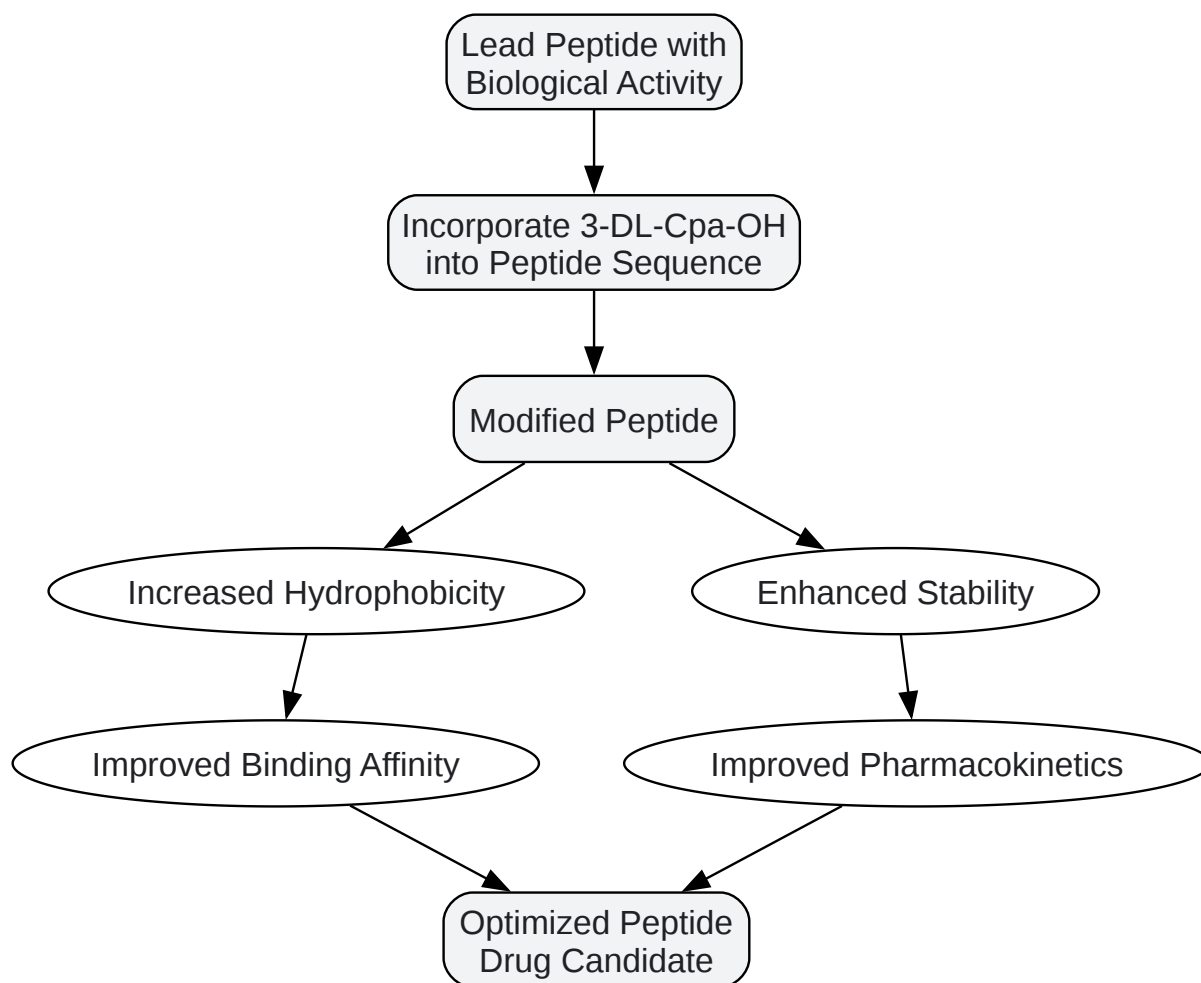 Lead Peptide with
Biological Activity
Incorporate 3-DL-Cpa-OH
into Peptide Sequence
Modified Peptide
Increased Hydrophobicity
Enhanced Stability
Improved Binding Affinity
Improved Pharmacokinetics
Optimized Peptide
Drug Candidate